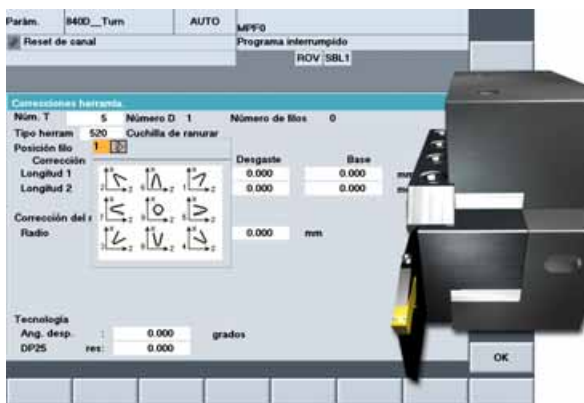 Parám. 840D__Turn AUTO MPF0
Reset de canal Programa interrumpido
ROV SBL1
Correcciones herramta.
Núm. T 5 Número D 1 Número de filos 0
Tipo herram 520 Cuchilla de ranurar
Posición filo 1
Corrección Desgaste Base
Longitud 1 0.000 0.000 mm
Longitud 2 0.000 0.000
Corrección del
Radio 0.000 mm
Tecnología
Ang. desp. : 0.000 grados
DP25 res: 0.000
OK